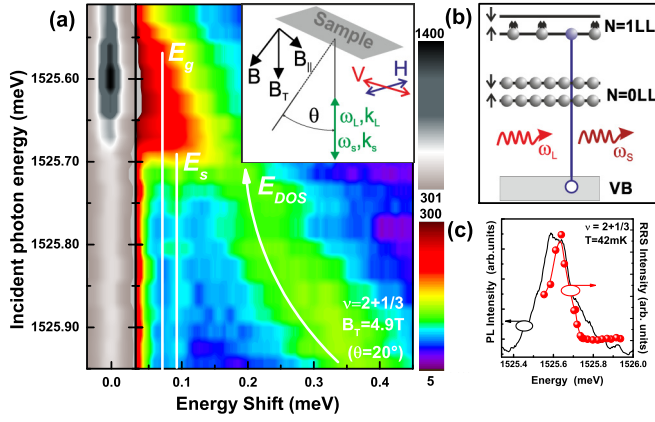 (a)
Incident photon energy (meV)
1525.60
1525.70
1525.80
1525.90
0.0
0.1
0.2
0.3
0.4
Energy Shift (meV)
E_g
E_s
E_DOS
ν=2+1/3
B_T=4.9T
(θ=20°)
1400
301
300
5
Sample
B
B_T
B_||
θ
V
H
ω_L,k_L
ω_s,k_s
(b)
N=1LL
N=0LL
ω_L
ω_S
VB
(c)
ν = 2+1/3
T=42mK
PL Intensity (arb.units)
RRS Intensity (arb. units)
1525.4
1525.6
1525.8
1526.0
Energy (meV)